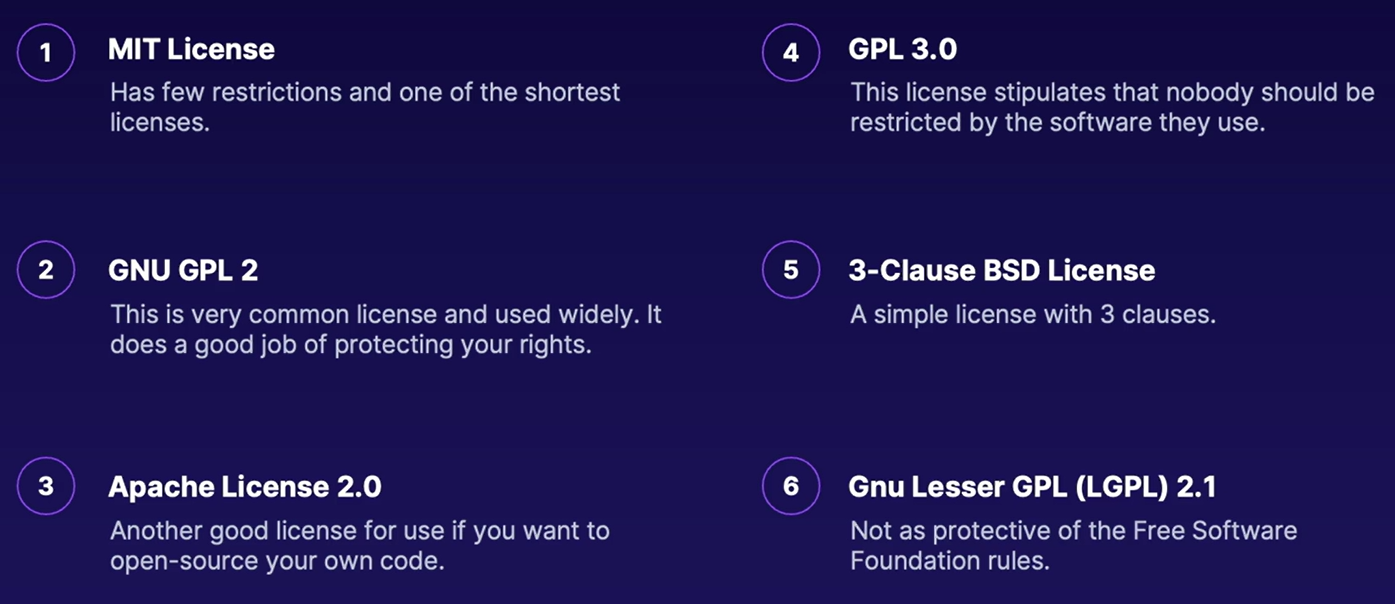 1
MIT License
Has few restrictions and one of the shortest
licenses.
2
GNU GPL 2
This is very common license and used widely. It
does a good job of protecting your rights.
3
Apache License 2.0
Another good license for use if you want to
open-source your own code.
4
GPL 3.0
This license stipulates that nobody should be
restricted by the software they use.
5
3-Clause BSD License
A simple license with 3 clauses.
6
Gnu Lesser GPL (LGPL) 2.1
Not as protective of the Free Software
Foundation rules.